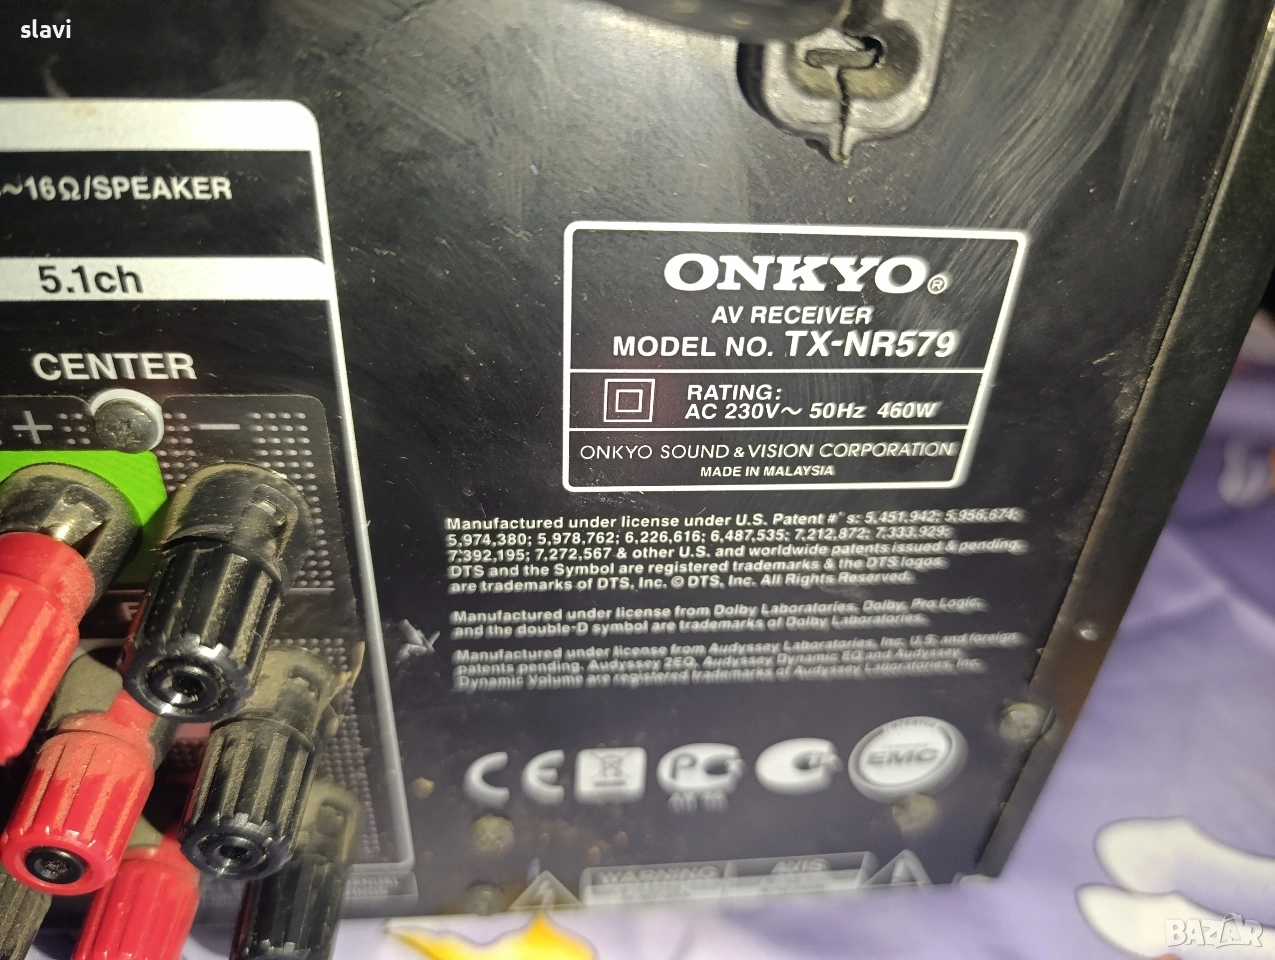 slavi
~16Ω/SPEAKER
5.1ch
CENTER
+ −
ONKYO®
AV RECEIVER
MODEL NO. TX-NR579
RATING:
AC 230V~ 50Hz 460W
ONKYO SOUND & VISION CORPORATION
MADE IN MALAYSIA
Manufactured under license under U.S. Patent #' s: 5,451,942; 5,956,674;
5,974,380; 5,978,762; 6,226,616; 6,487,535; 7,212,872; 7,333,929;
7,392,195; 7,272,567 & other U.S. and worldwide patents issued & pending.
DTS and the Symbol are registered trademarks & the DTS logos
are trademarks of DTS, Inc. © DTS, Inc. All Rights Reserved.
Manufactured under license from Dolby Laboratories. Dolby, Pro Logic,
and the double-D symbol are trademarks of Dolby Laboratories.
Manufactured under license from Audyssey Laboratories, Inc. U.S. and foreign
patents pending. Audyssey 2EQ, Audyssey Dynamic EQ and Audyssey
Dynamic Volume are registered trademarks of Audyssey Laboratories, Inc.
CE
EMC
WARNING AVIS
BAZAR